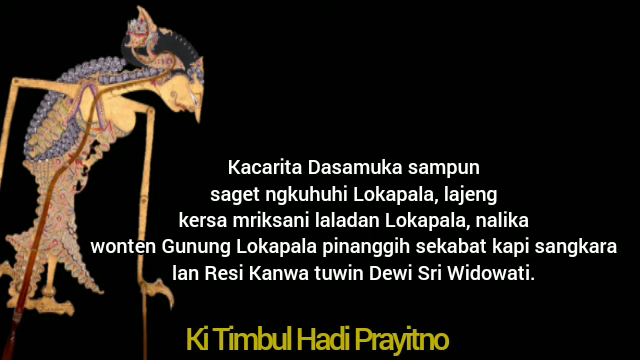 Kacarita Dasamuka sampun
saget ngkuhuhi Lokapala, lajeng
kersa mriksani laladan Lokapala, nalika
wonten Gunung Lokapala pinanggih sekabat kapi sangkara
lan Resi Kanwa tuwin Dewi Sri Widowati.
Ki Timbul Hadi Prayitno